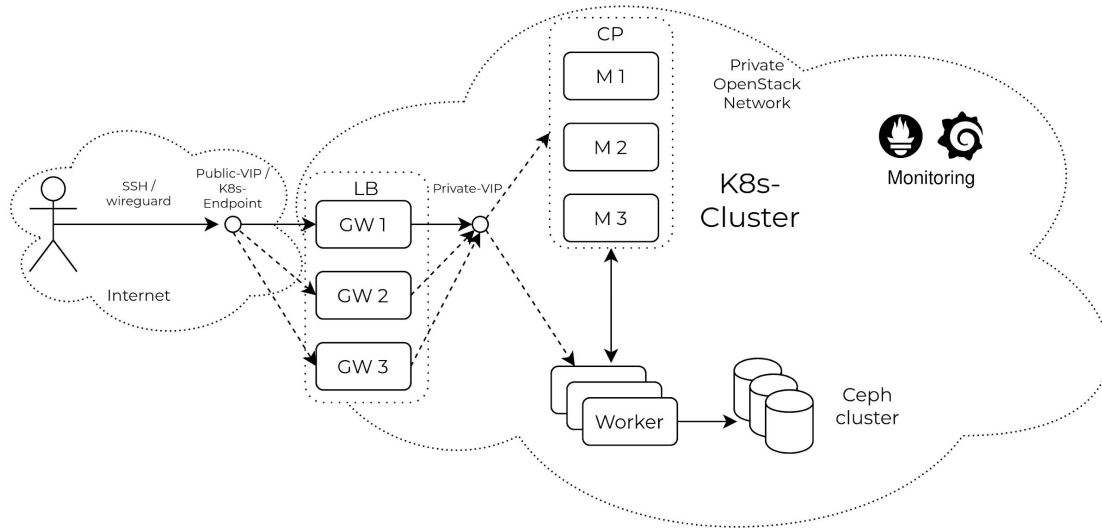 CP
M 1
M 2
M 3
Private
OpenStack
Network
Monitoring
K8s-
Cluster
SSH /
wireguard
Public-VIP /
K8s-
Endpoint
LB
GW 1
GW 2
GW 3
Private-VIP
Internet
Worker
Ceph
cluster